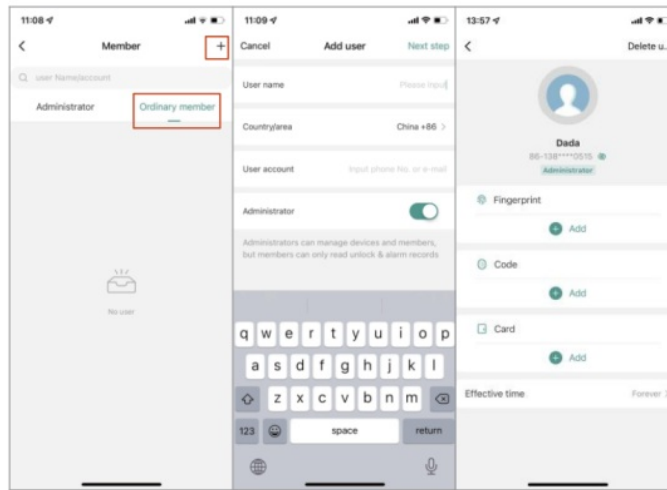 11:08
Member
+
user Name/account
Administrator
Ordinary member
No user
11:09
Cancel
Add user
Next step
User name
Please input
Country/area
China +86 >
User account
Input phone No. or e-mail
Administrator
Administrators can manage devices and members,
but members can only read unlock & alarm records
q w e r t y u i o p
a s d f g h j k l
z x c v b n m
123
space
return
13:57
Delete u..
Dada
86-138****0515
Administrator
Fingerprint
Add
Code
Add
Card
Add
Effective time
Forever